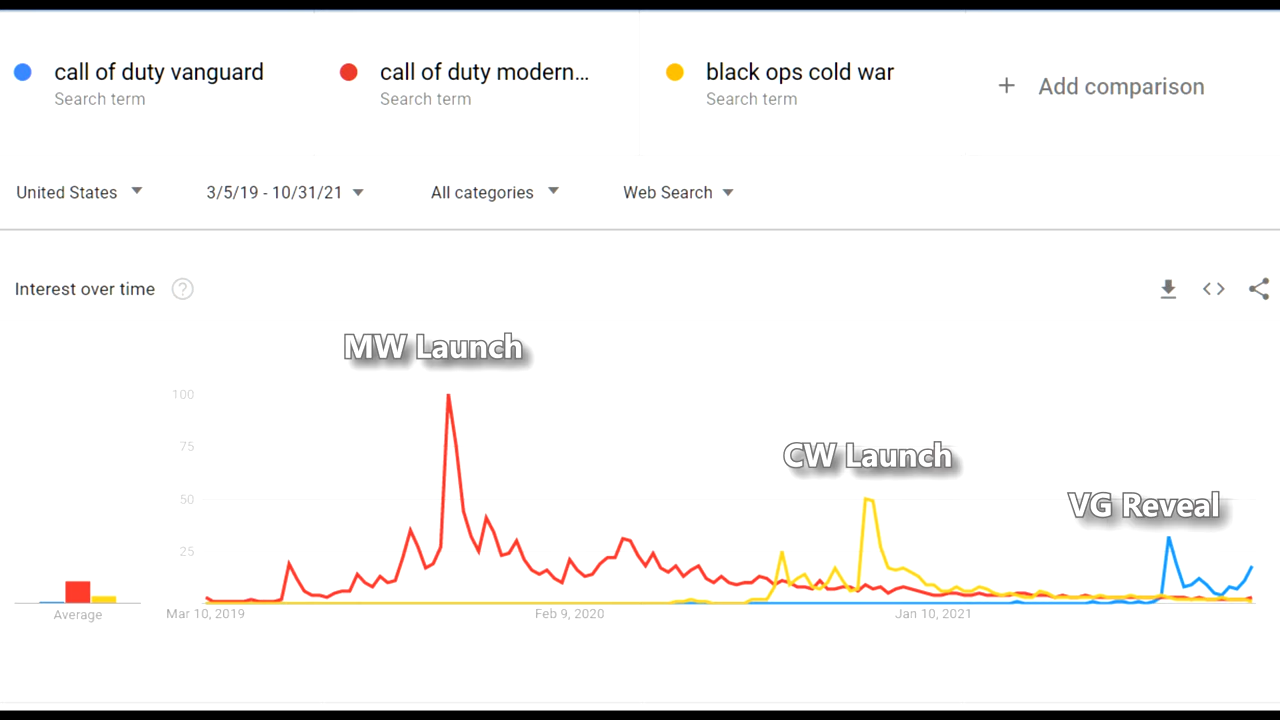 call of duty vanguard
Search term
call of duty modern...
Search term
black ops cold war
Search term
+ Add comparison
United States
3/5/19 - 10/31/21
All categories
Web Search
Interest over time
?
MW Launch
CW Launch
VG Reveal
100
75
50
25
Average
Mar 10, 2019
Feb 9, 2020
Jan 10, 2021